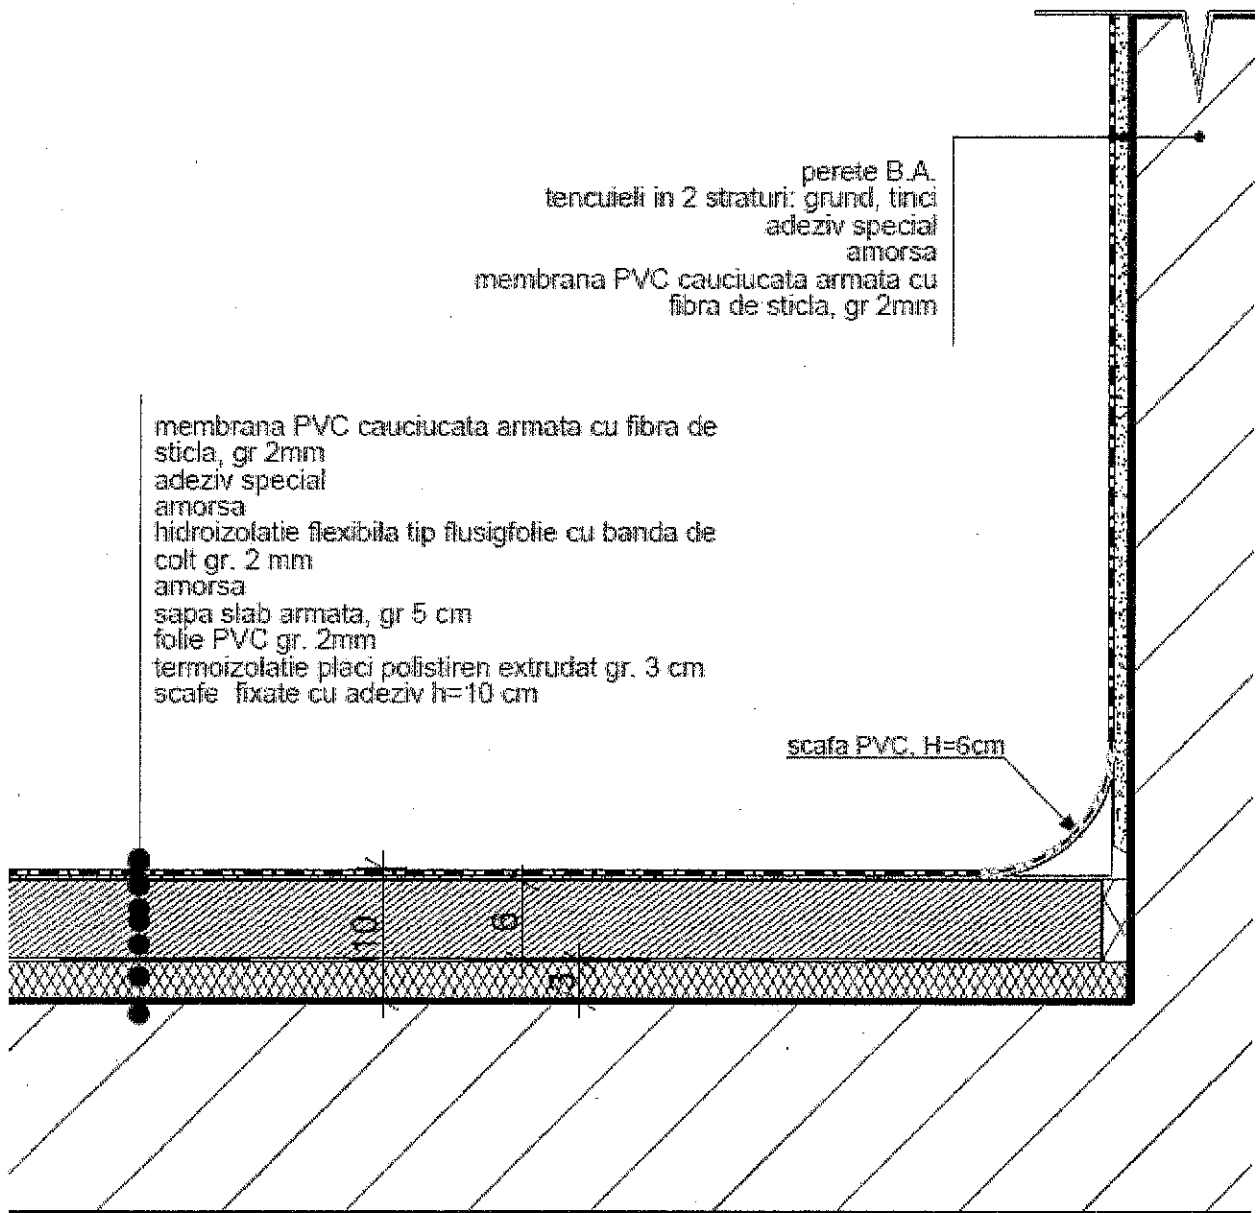 perete B.A.
tencuieli in 2 straturi: grund, tinci
adeziv special
amorsa
membrana PVC cauciucata armata cu
fibra de sticla, gr 2mm
membrana PVC cauciucata armata cu fibra de
sticla, gr 2mm
adeziv special
amorsa
hidroizolatie flexibila tip flusigfolie cu banda de
colt gr. 2 mm
amorsa
sapa slab armata, gr 5 cm
folie PVC gr. 2mm
termoizolatie placi polistiren extrudat gr. 3 cm
scafe fixate cu adeziv h=10 cm
scafa PVC, H=6cm
10
6
3